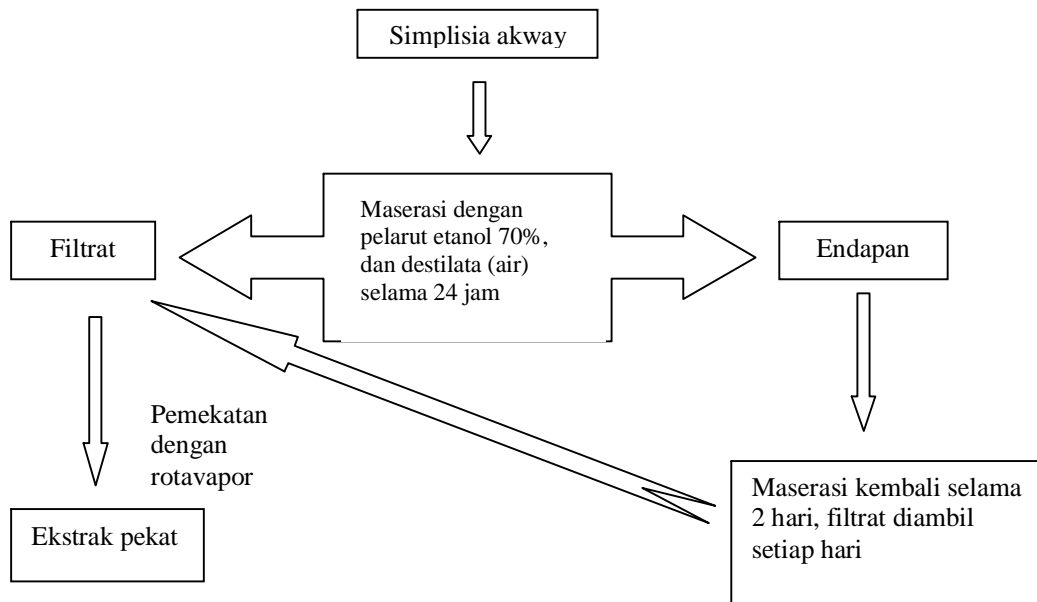 Simplisia akway
Maserasi dengan
pelarut etanol 70%,
dan destilata (air)
selama 24 jam
Filtrat
Endapan
Pemekatan
dengan
rotavapor
Maserasi kembali selama
2 hari, filtrat diambil
setiap hari
Ekstrak pekat